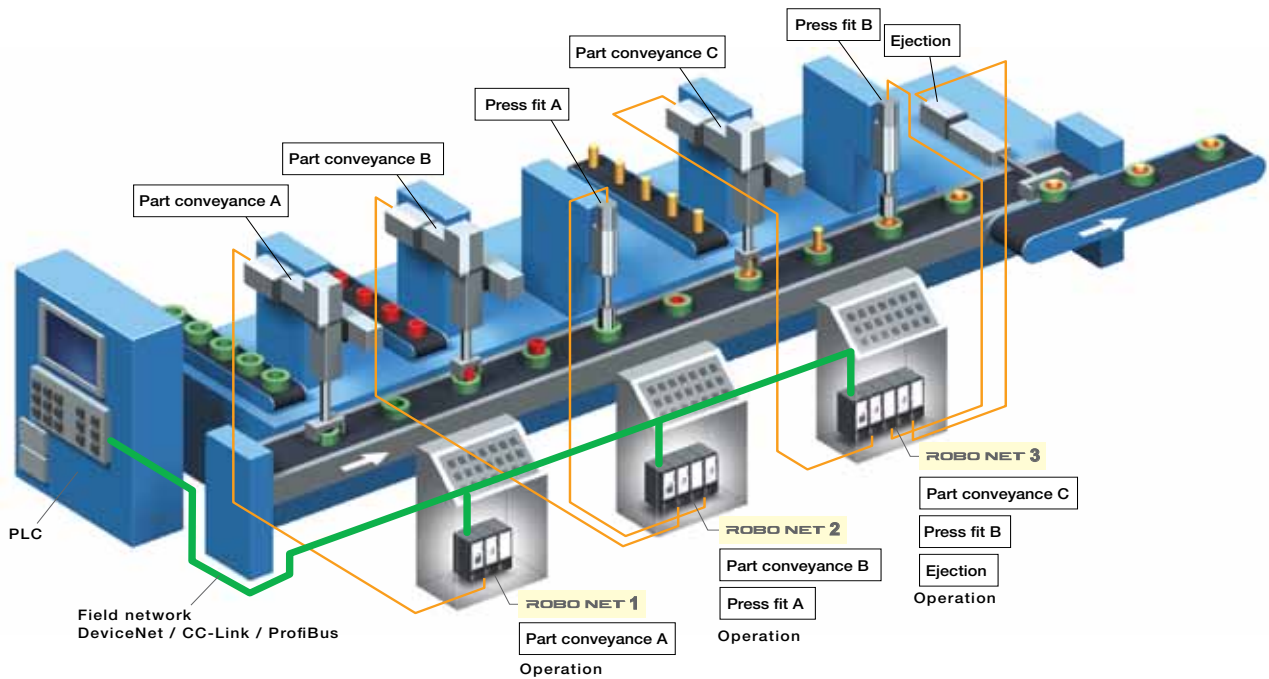 Press fit B
Ejection
Part conveyance C
Press fit A
Part conveyance B
Part conveyance A
PLC
Field network
DeviceNet / CC-Link / ProfiBus
ROBO NET 1
Part conveyance A
Operation
ROBO NET 2
Part conveyance B
Press fit A
Operation
ROBO NET 3
Part conveyance C
Press fit B
Ejection
Operation